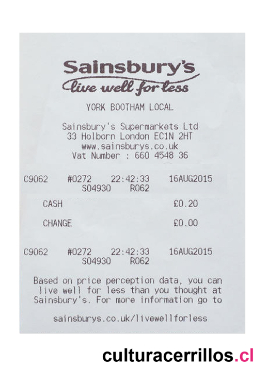 Sainsbury's
live well for less
YORK BOOTHAM LOCAL
Sainsbury's Supermarkets Ltd
33 Holborn London EC1N 2HT
www.sainsburys.co.uk
Vat Number : 660 4548 36
C9062 #0272 22:42:33 16AUG2015
S04930 R062
CASH £0.20
CHANGE £0.00
C9062 #0272 22:42:33 16AUG2015
S04930 R062
Based on price perception data, you can
live well for less than you thought at
Sainsbury's. For more information go to
sainsburys.co.uk/livewellforless
culturacerrillos.cl